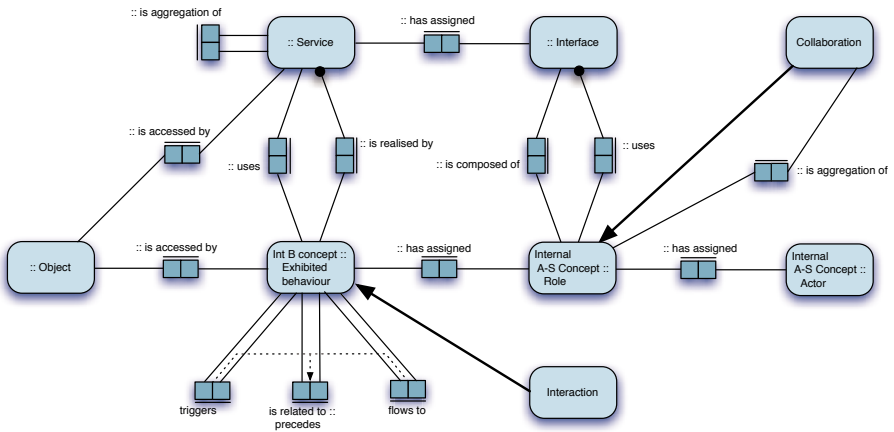 :: is aggregation of
:: has assigned
:: Service
:: Interface
Collaboration
:: is accessed by
:: uses
:: is realised by
:: is composed of
:: uses
:: is aggregation of
:: is accessed by
:: has assigned
:: has assigned
:: Object
Int B concept ::
Exhibited
behaviour
Internal
A-S Concept ::
Role
Internal
A-S Concept ::
Actor
triggers
is related to ::
precedes
flows to
Interaction